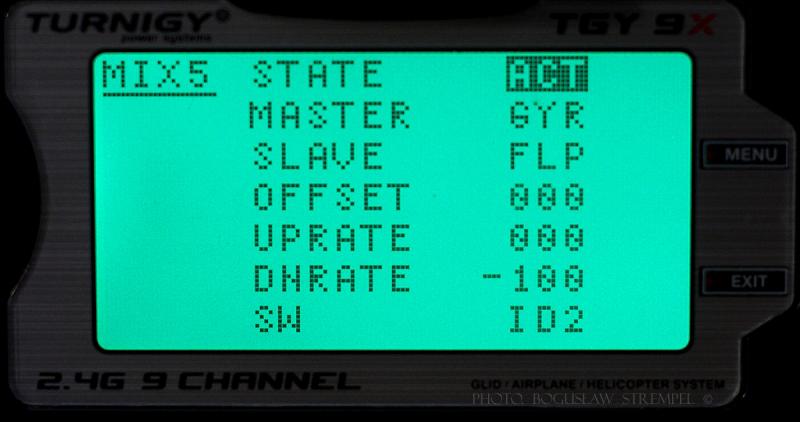 TURNIGY®
power systems
TGY 9X
MIX5 STATE ACT
MASTER GYR
SLAVE FLP
OFFSET 000
UPRATE 000
DNRATE -100
SW ID2
MENU
EXIT
2.4G 9 CHANNEL
GLID / AIRPLANE / HELICOPTER SYSTEM
PHOTO. BOGUSŁAW STREMPEL ©